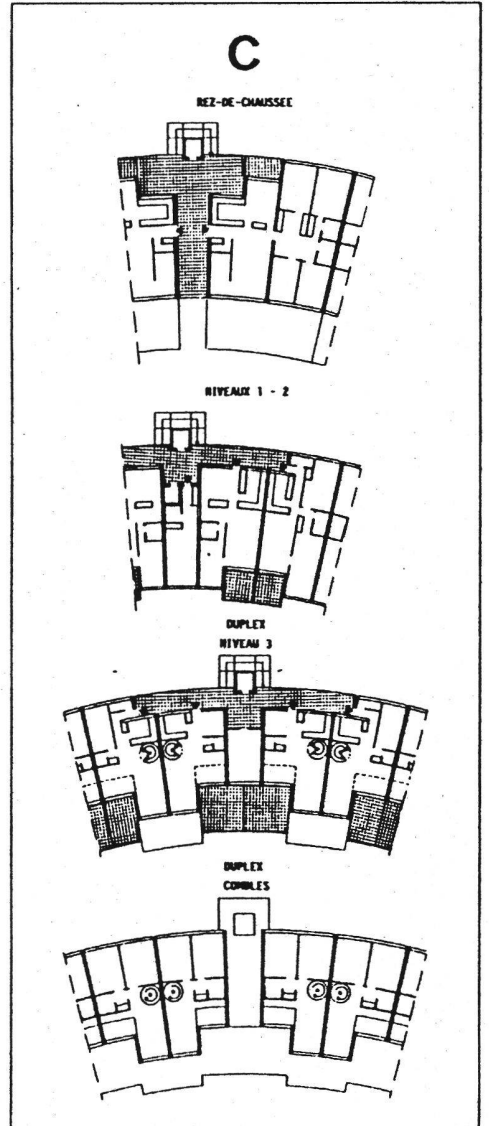 C
REZ-DE-CHAUSSEE
NIVEAUX 1 - 2
DUPLEX
NIVEAU 3
DUPLEX
COMBLES